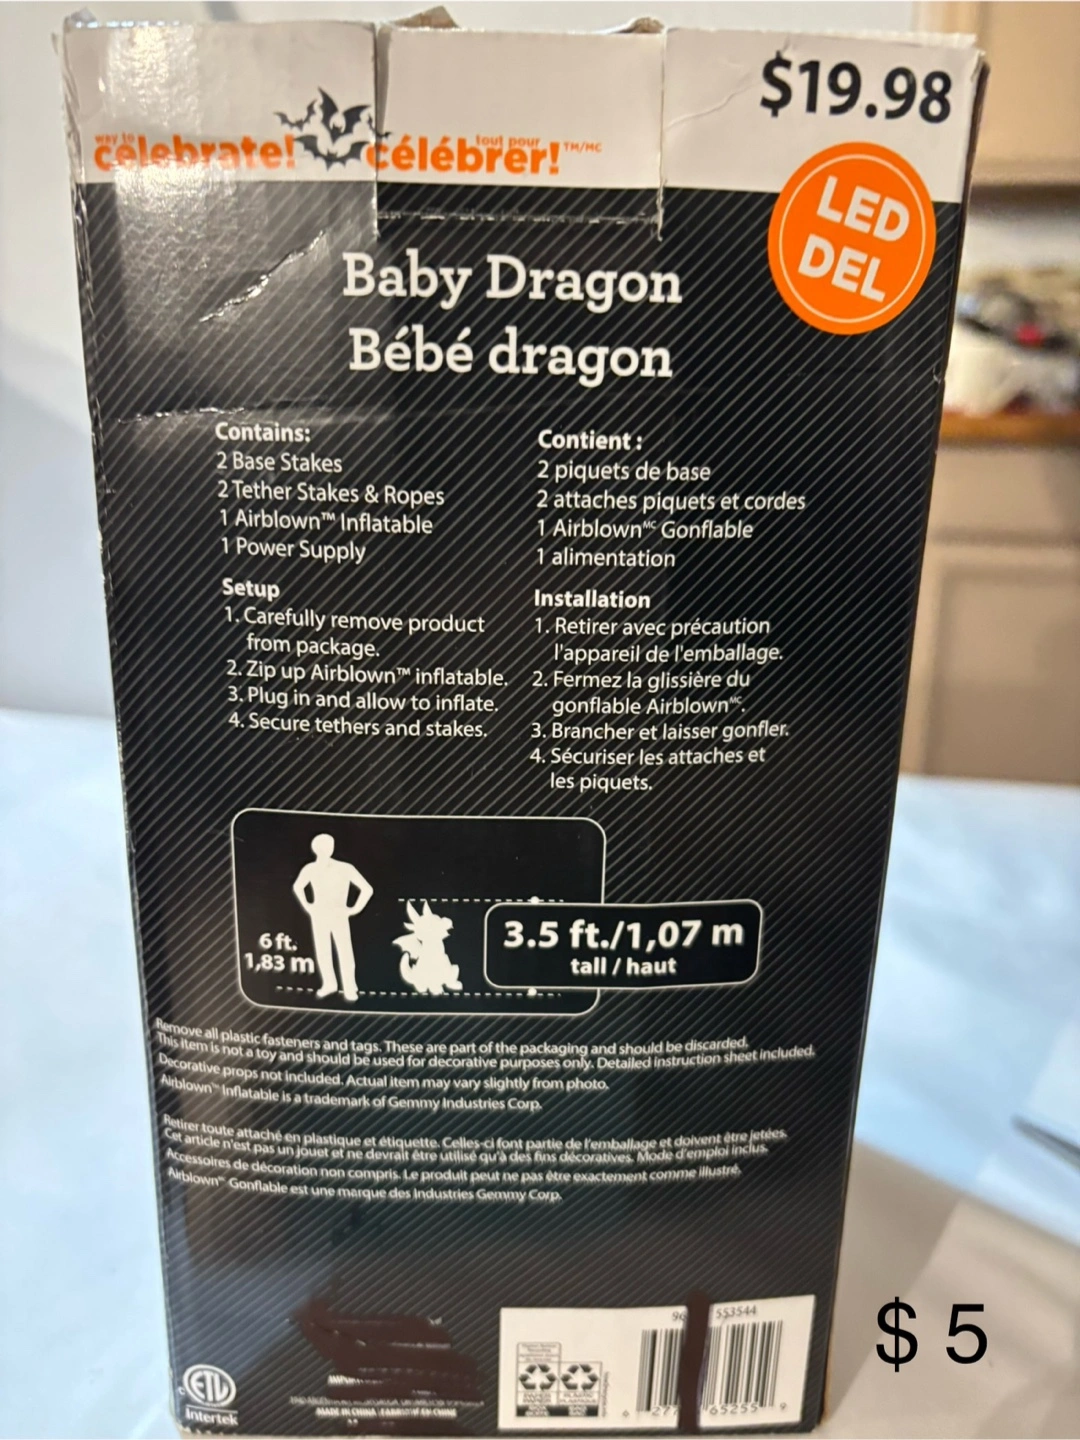 $19.98
way to
celebrate!
tout pour
célébrer! TM/MC
LED
DEL
Baby Dragon
Bébé dragon
Contains:
2 Base Stakes
2 Tether Stakes & Ropes
1 Airblown™ Inflatable
1 Power Supply
Setup
1. Carefully remove product
from package.
2. Zip up Airblown™ inflatable.
3. Plug in and allow to inflate.
4. Secure tethers and stakes.
Contient :
2 piquets de base
2 attaches piquets et cordes
1 Airblown MC Gonflable
1 alimentation
Installation
1. Retirer avec précaution
l'appareil de l'emballage.
2. Fermez la glissière du
gonflable Airblown MC.
3. Brancher et laisser gonfler.
4. Sécuriser les attaches et
les piquets.
6 ft.
1,83 m
3.5 ft./1,07 m
tall / haut
Remove all plastic fasteners and tags. These are part of the packaging and should be discarded.
This item is not a toy and should be used for decorative purposes only. Detailed instruction sheet included.
Decorative props not included. Actual item may vary slightly from photo.
Airblown™ Inflatable is a trademark of Gemmy Industries Corp.
Retirer toute attaché en plastique et étiquette. Celles-ci font partie de l'emballage et doivent être jetées.
Cet article n'est pas un jouet et ne devrait être utilisé qu'à des fins décoratives. Mode d'emploi inclus.
Accessoires de décoration non compris. Le produit peut ne pas être exactement comme illustré.
Airblown™ Gonflable est une marque des Industries Gemmy Corp.
ETL
Intertek
MADE IN CHINA / FABRIQUÉ EN CHINE
553544
$ 5